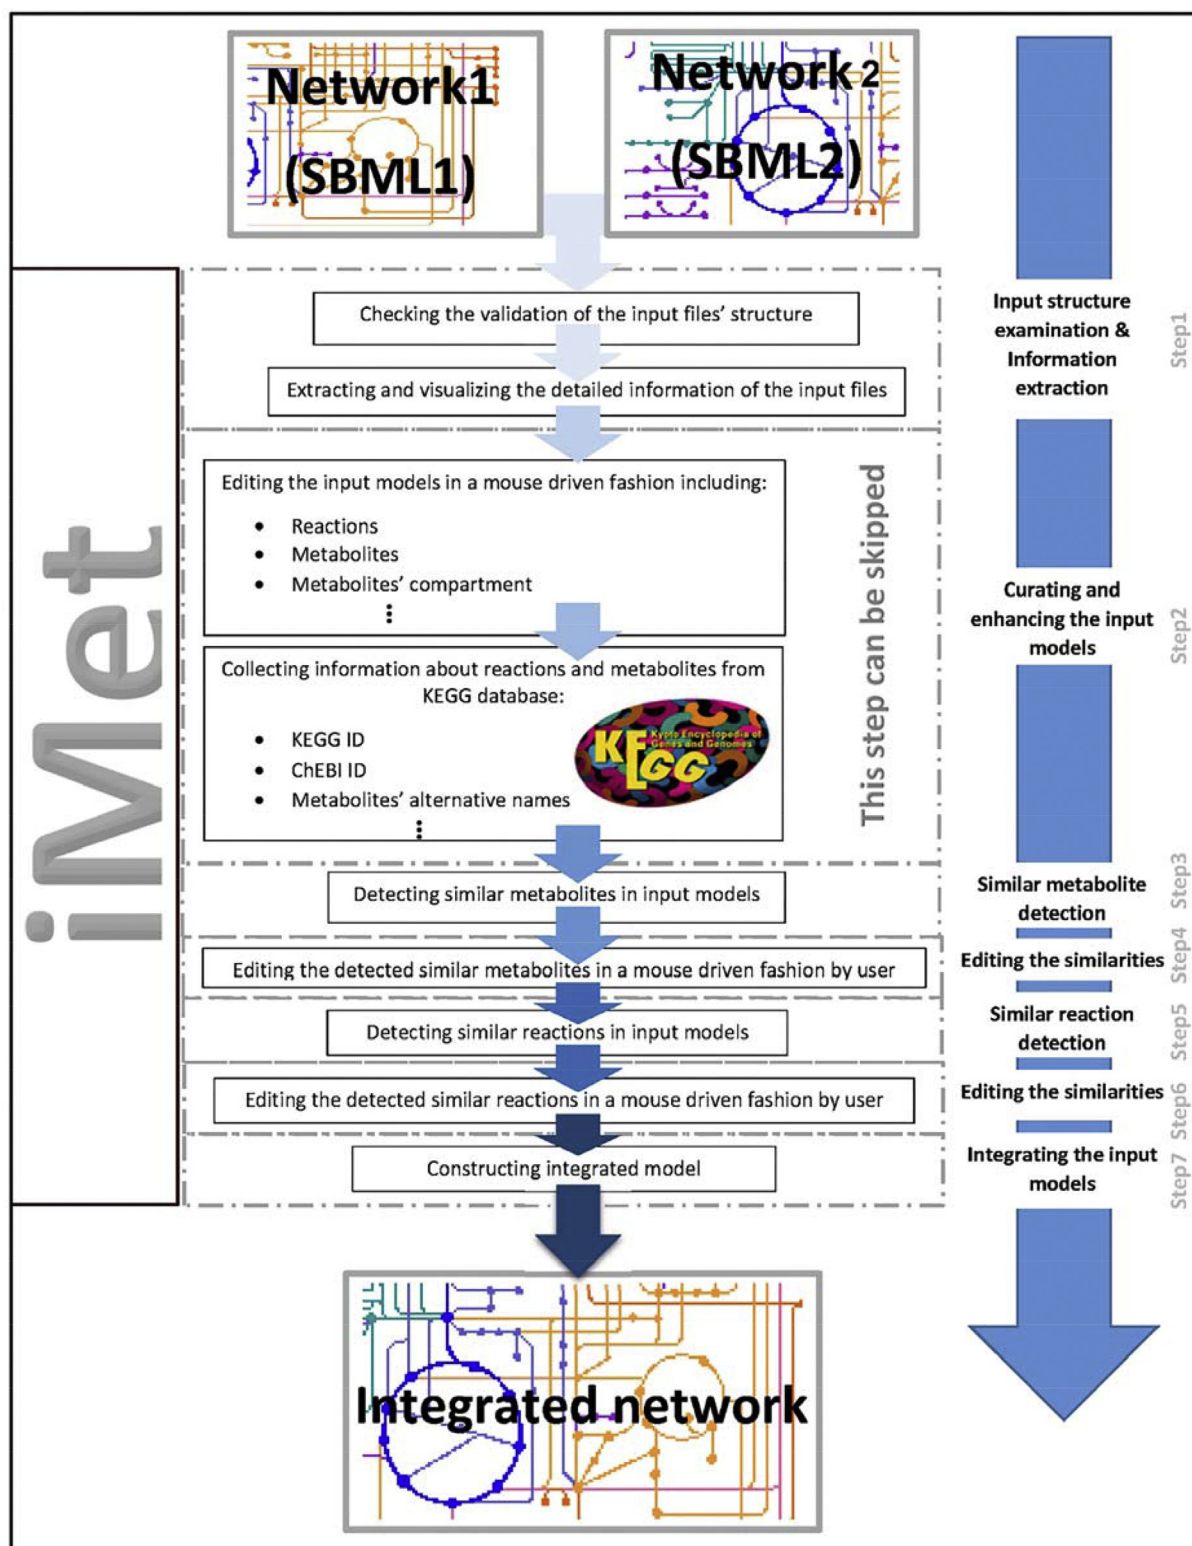 Network1
(SBML1)
Network 2
(SBML2)
iMet
Checking the validation of the input files' structure
Extracting and visualizing the detailed information of the input files
Input structure
examination &
Information
extraction
Step1
Editing the input models in a mouse driven fashion including:
• Reactions
• Metabolites
• Metabolites' compartment
Collecting information about reactions and metabolites from
KEGG database:
• KEGG ID
• ChEBI ID
• Metabolites' alternative names
KEGG
Kyoto Encyclopedia of
Genes and Genomes
This step can be skipped
Curating and
enhancing the input
models
Step2
Detecting similar metabolites in input models
Similar metabolite
detection
Step3
Editing the detected similar metabolites in a mouse driven fashion by user
Editing the similarities
Step4
Detecting similar reactions in input models
Similar reaction
detection
Step5
Editing the detected similar reactions in a mouse driven fashion by user
Editing the similarities
Step6
Constructing integrated model
Integrating the input
models
Step7
Integrated network